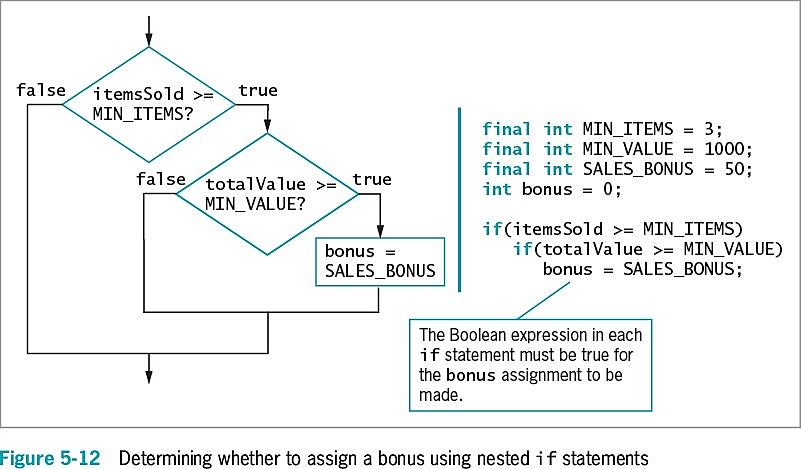 false
itemsSold >=
MIN_ITEMS?
true
false
totalValue >=
MIN_VALUE?
true
bonus =
SALES_BONUS
final int MIN_ITEMS = 3;
final int MIN_VALUE = 1000;
final int SALES_BONUS = 50;
int bonus = 0;
if(itemsSold >= MIN_ITEMS)
if(totalValue >= MIN_VALUE)
bonus = SALES_BONUS;
The Boolean expression in each
if statement must be true for
the bonus assignment to be
made.
Figure 5-12 Determining whether to assign a bonus using nested if statements